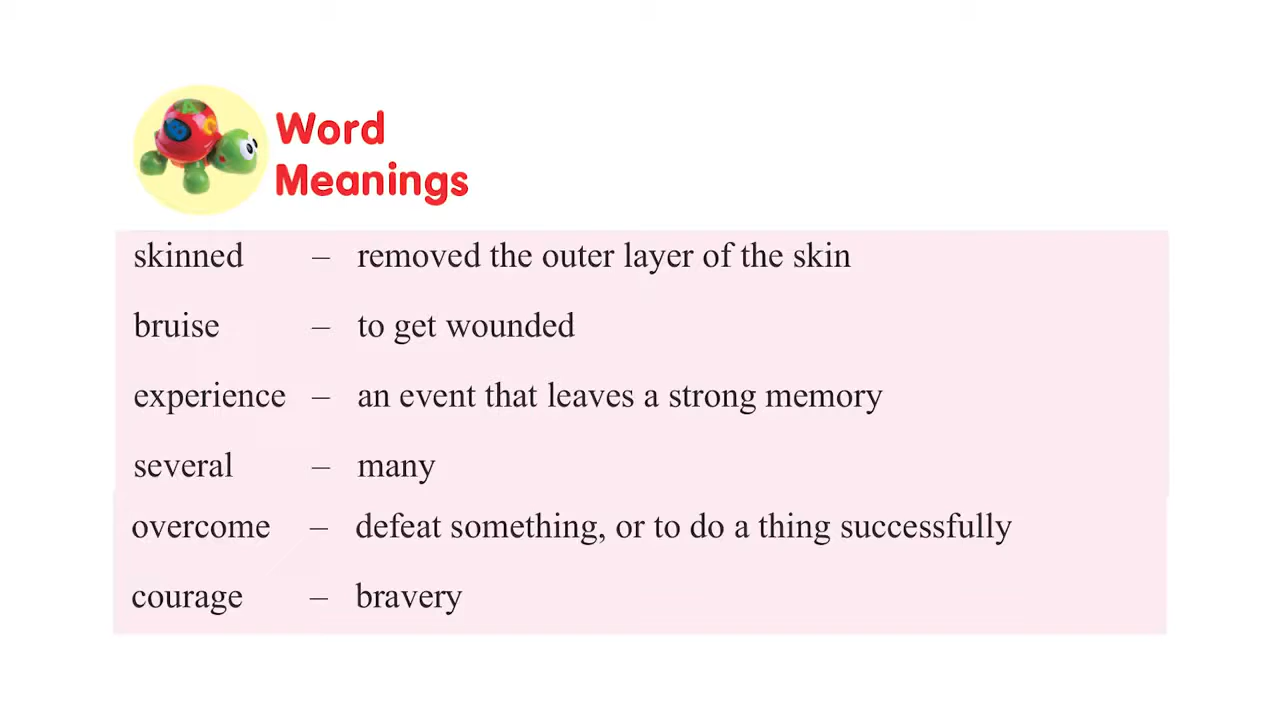 Word
Meanings
skinned – removed the outer layer of the skin
bruise – to get wounded
experience – an event that leaves a strong memory
several – many
overcome – defeat something, or to do a thing successfully
courage – bravery